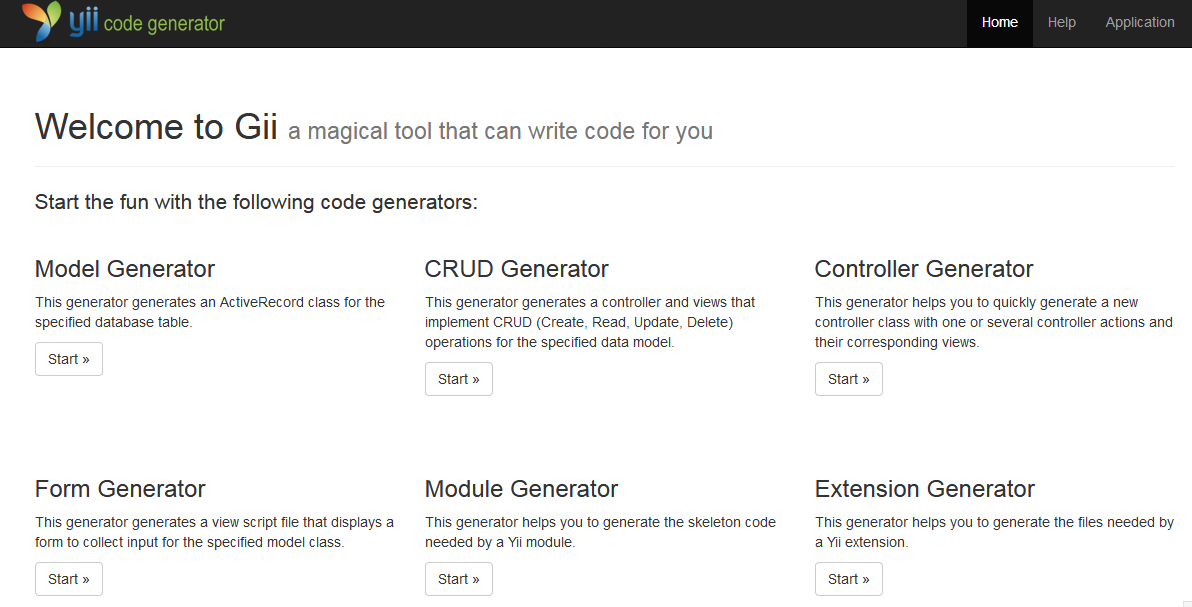 yii code generator
Home Help Application
Welcome to Gii a magical tool that can write code for you
Start the fun with the following code generators:
Model Generator
This generator generates an ActiveRecord class for the
specified database table.
Start »
CRUD Generator
This generator generates a controller and views that
implement CRUD (Create, Read, Update, Delete)
operations for the specified data model.
Start »
Controller Generator
This generator helps you to quickly generate a new
controller class with one or several controller actions and
their corresponding views.
Start »
Form Generator
This generator generates a view script file that displays a
form to collect input for the specified model class.
Start »
Module Generator
This generator helps you to generate the skeleton code
needed by a Yii module.
Start »
Extension Generator
This generator helps you to generate the files needed by
a Yii extension.
Start »